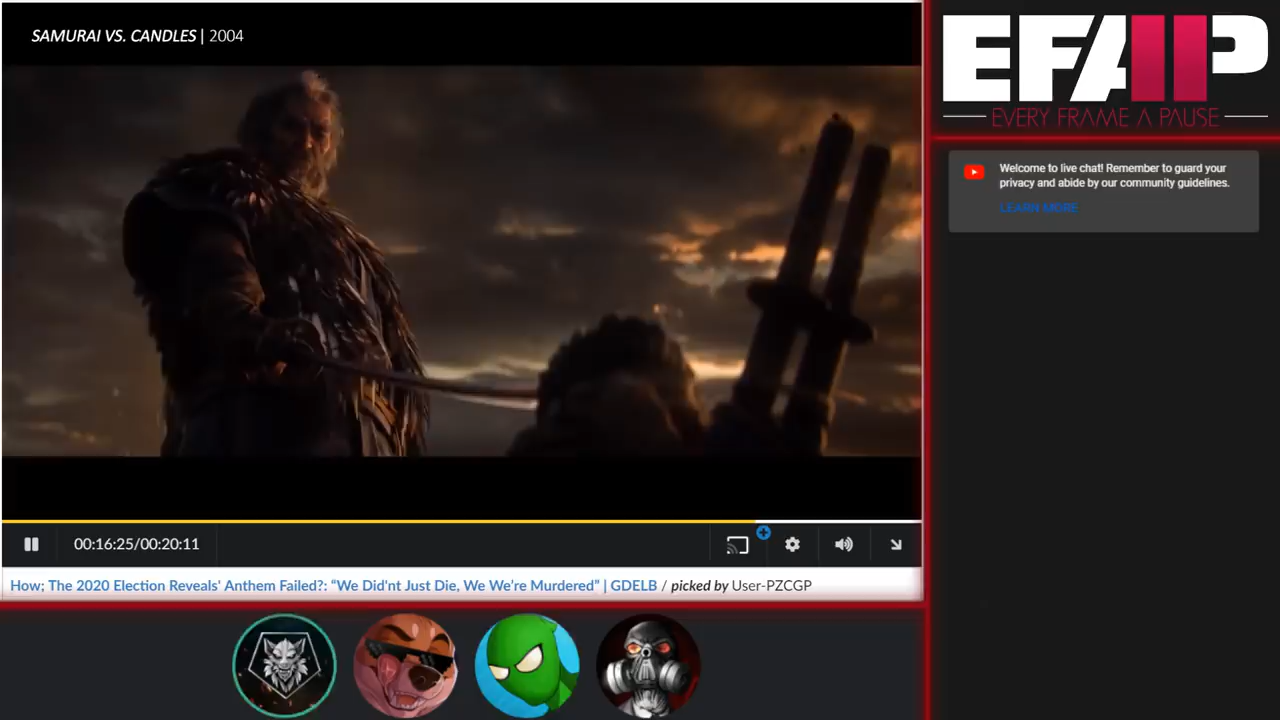 SAMURAI VS. CANDLES | 2004
EFAP
EVERY FRAME A PAUSE
Welcome to live chat! Remember to guard your
privacy and abide by our community guidelines.
LEARN MORE
00:16:25/00:20:11
How; The 2020 Election Reveals' Anthem Failed?: “We Did'nt Just Die, We We're Murdered” | GDELB / picked by User-PZCGP